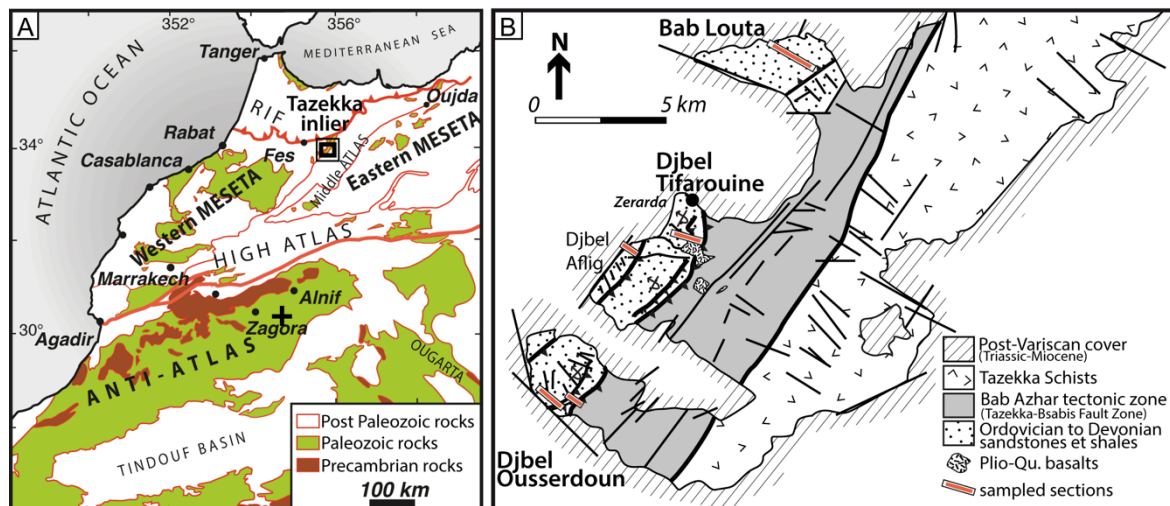 A
352°
356°
Tanger
MEDITERRANEAN SEA
ATLANTIC OCEAN
RIF
Tazekka
inlier
Oujda
Rabat
34°
Fes
Casablanca
Middle ATLAS
Eastern MESETA
Western MESETA
HIGH ATLAS
Marrakech
Alnif
30°
Agadir
Zagora
ANTI-ATLAS
OUGARTA
TINDOUF BASIN
Post Paleozoic rocks
Paleozoic rocks
Precambrian rocks
100 km
B
N
0
5 km
Bab Louta
Djbel
Tifarouine
Zerarda
Djbel
Aflig
Djbel
Ousserdoun
Post-Variscan cover
(Triassic-Miocene)
Tazekka Schists
Bab Azhar tectonic zone
(Tazekka-Bsabis Fault Zone)
Ordovician to Devonian
sandstones et shales
Plio-Qu. basalts
sampled sections